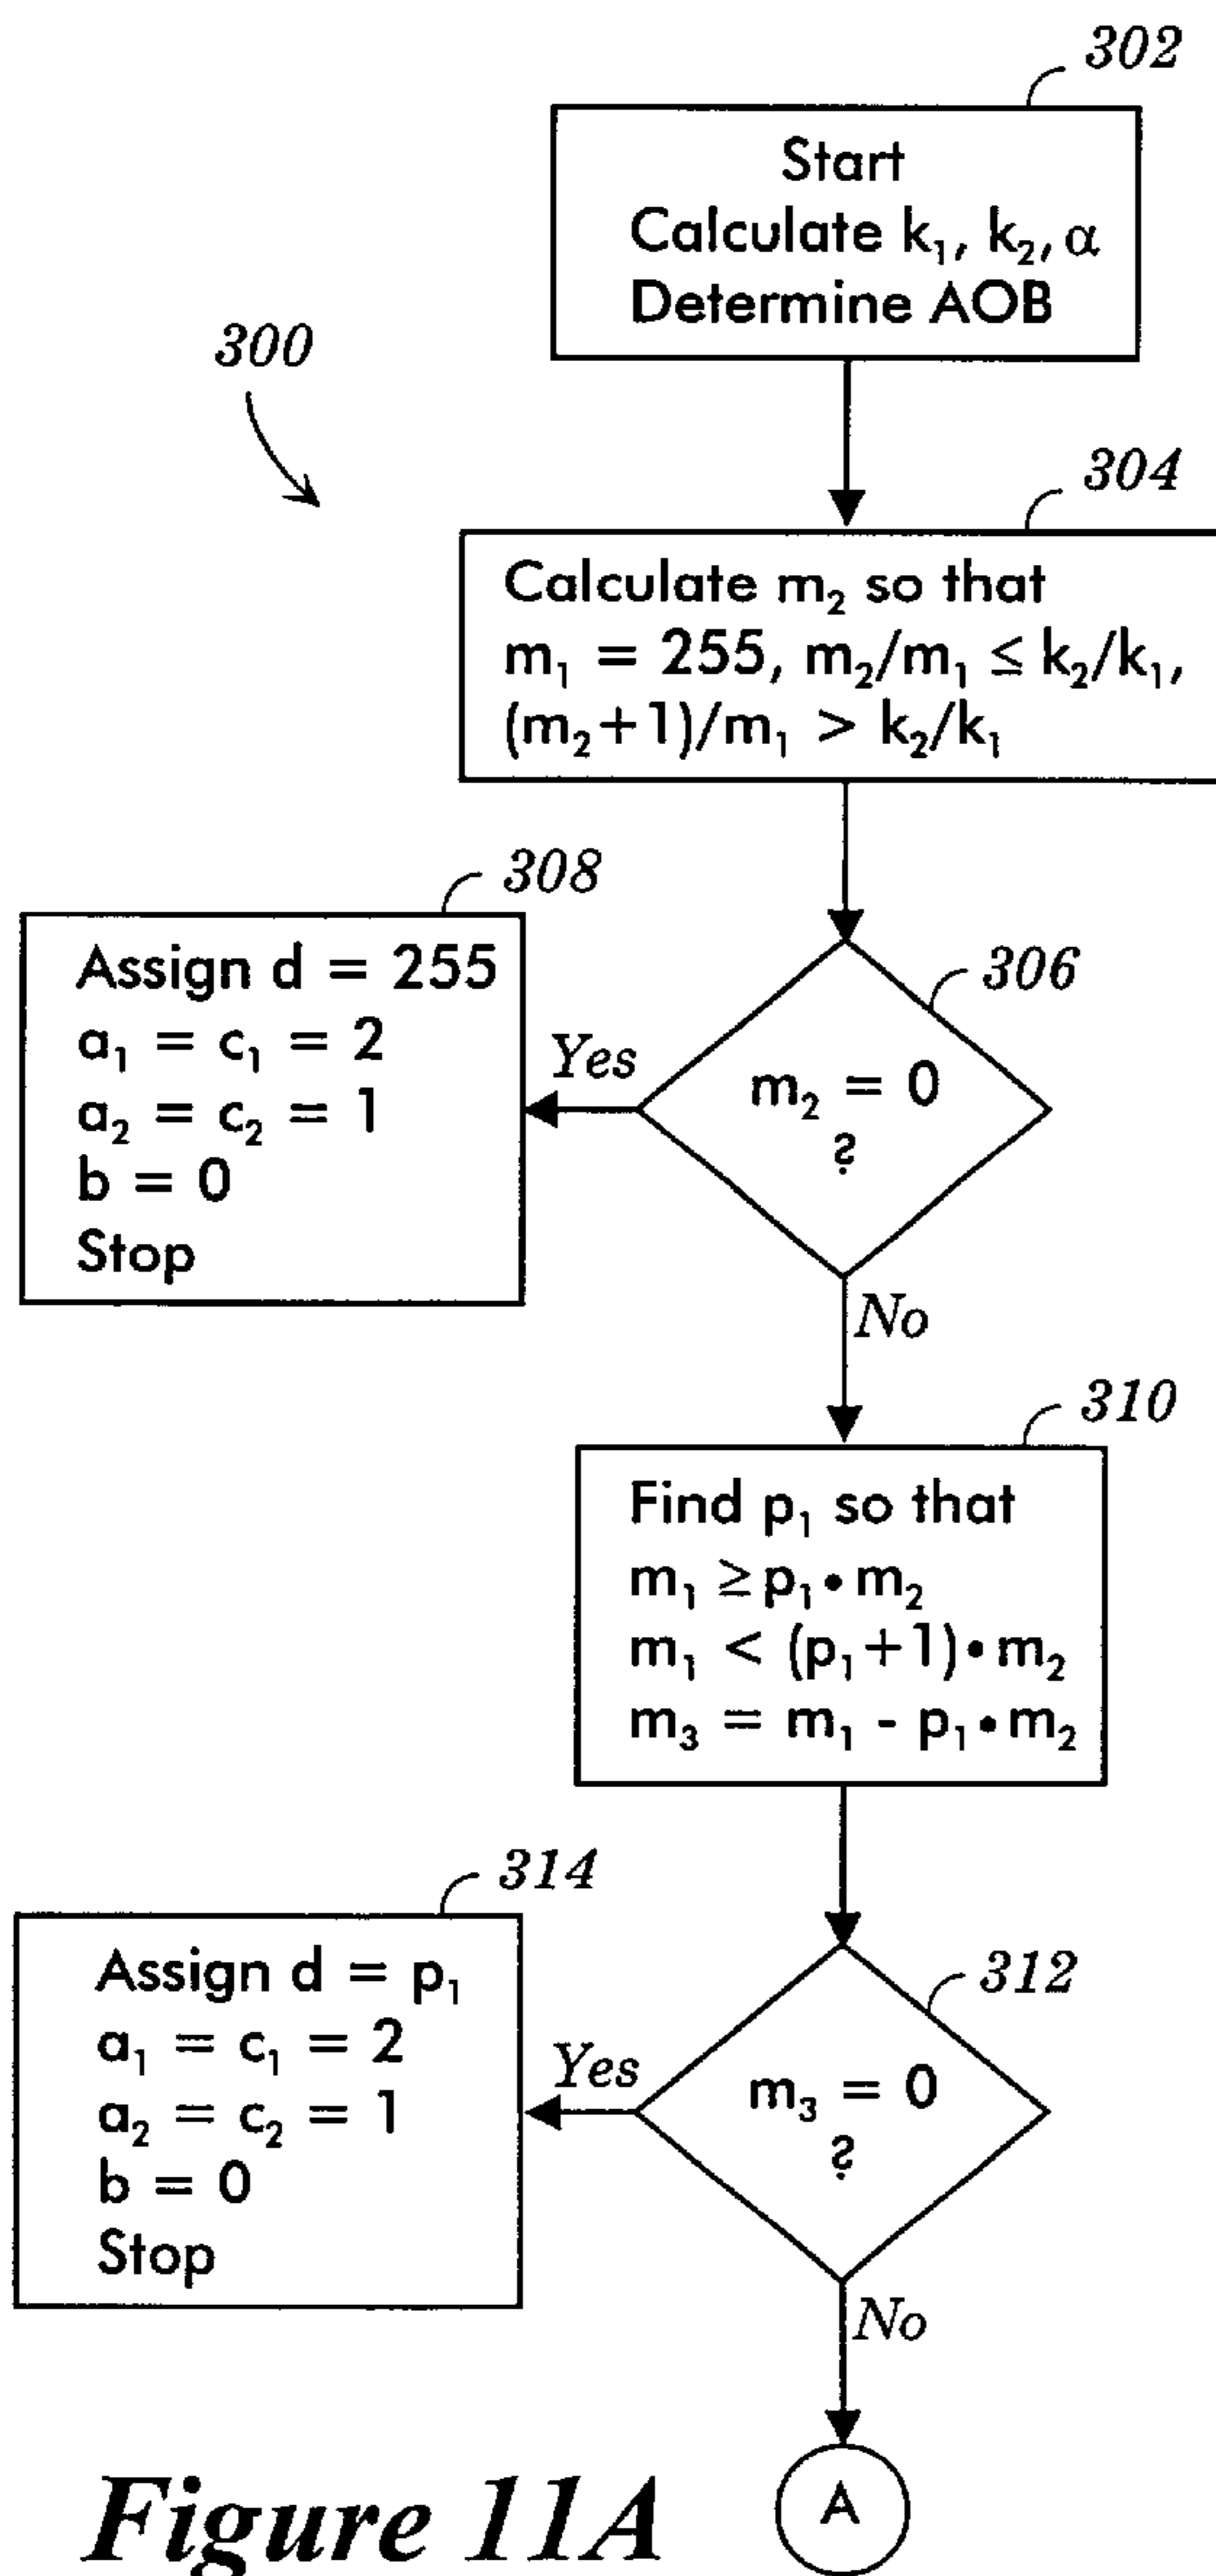 302
Start
Calculate k₁, k₂, α
Determine AOB
300
304
Calculate m₂ so that
m₁ = 255, m₂/m₁ ≤ k₂/k₁,
(m₂+1)/m₁ > k₂/k₁
308
Assign d = 255
a₁ = c₁ = 2
a₂ = c₂ = 1
b = 0
Stop
306
Yes
m₂ = 0
?
No
310
Find p₁ so that
m₁ ≥ p₁•m₂
m₁ < (p₁+1)•m₂
m₃ = m₁ - p₁•m₂
314
Assign d = p₁
a₁ = c₁ = 2
a₂ = c₂ = 1
b = 0
Stop
312
Yes
m₃ = 0
?
No
A
Figure 11A